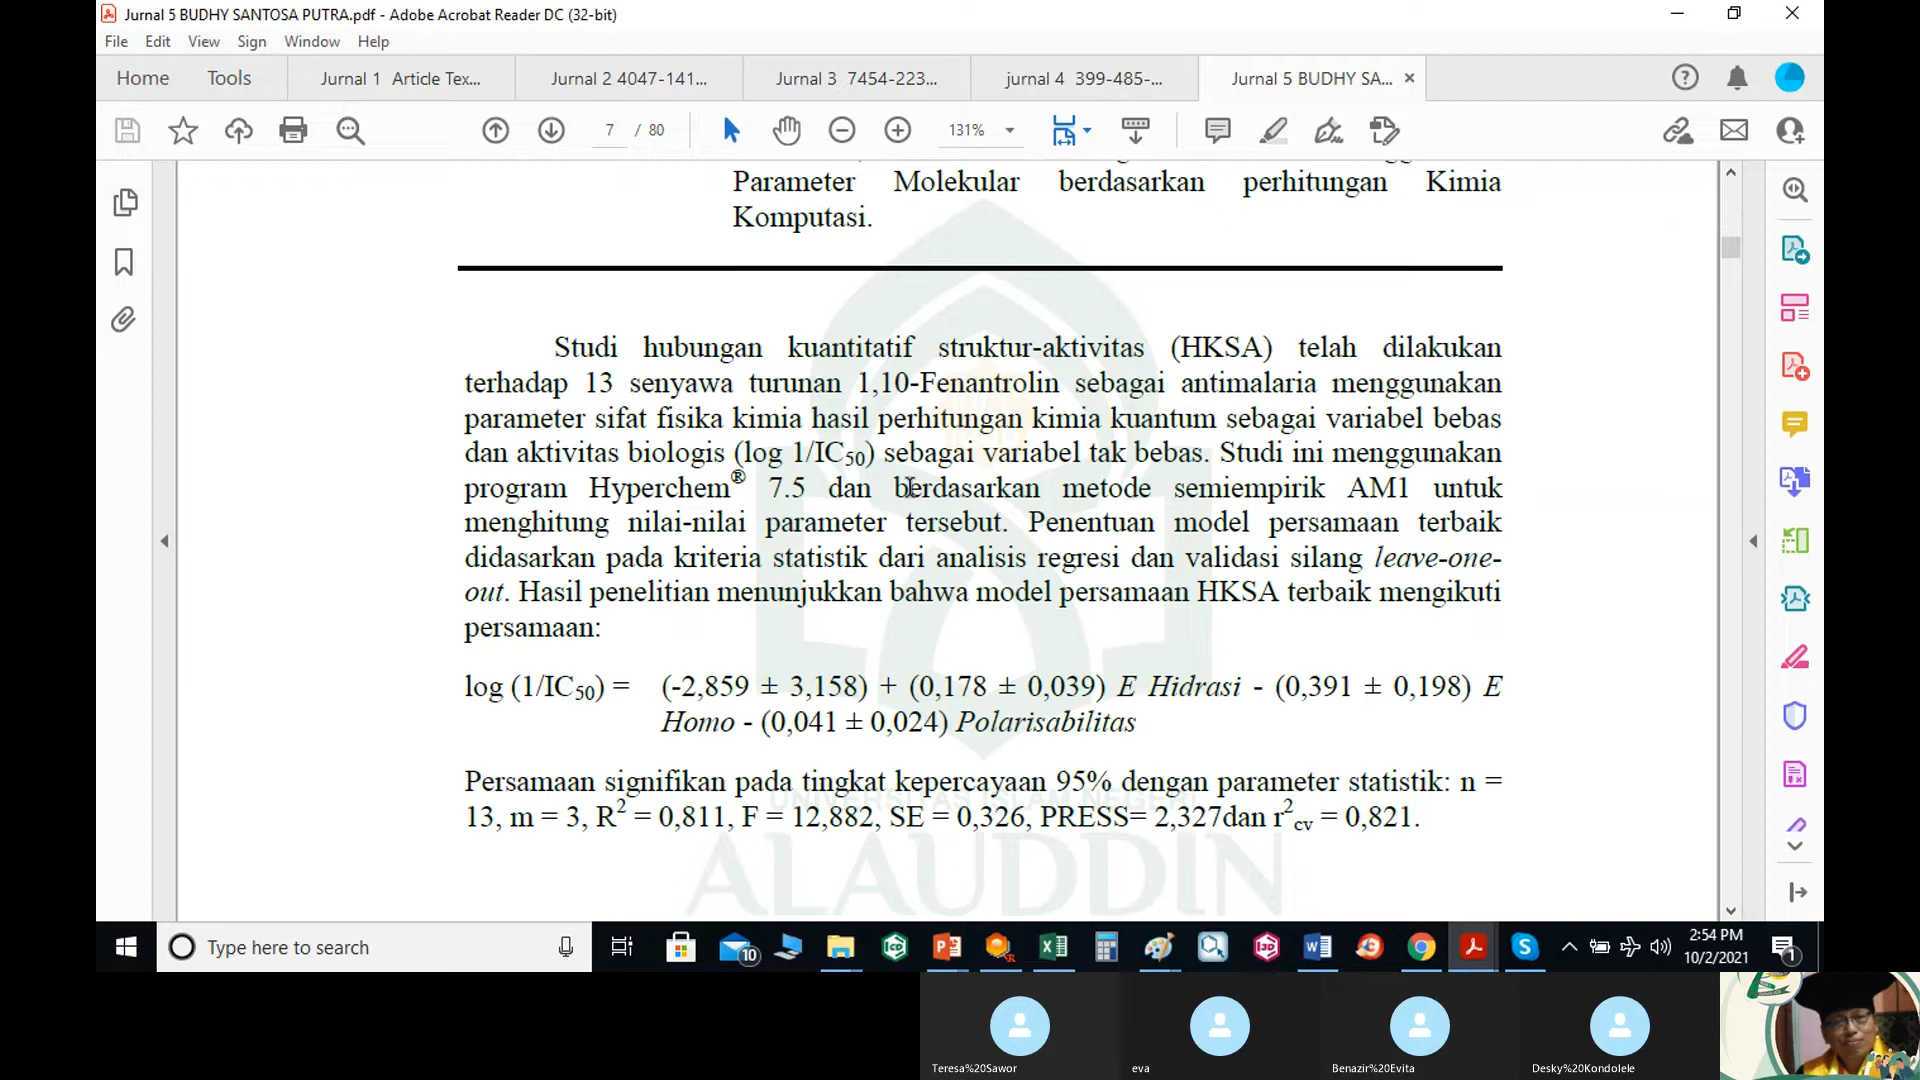 Jurnal 5 BUDHY SANTOSA PUTRA.pdf - Adobe Acrobat Reader DC (32-bit)
File Edit View Sign Window Help
Home Tools Jurnal 1 Article Tex... Jurnal 2 4047-141... Jurnal 3 7454-223... jurnal 4 399-485-... Jurnal 5 BUDHY SA...
7 / 80 131%
Parameter Molekular berdasarkan perhitungan Kimia
Komputasi.
Studi hubungan kuantitatif struktur-aktivitas (HKSA) telah dilakukan
terhadap 13 senyawa turunan 1,10-Fenantrolin sebagai antimalaria menggunakan
parameter sifat fisika kimia hasil perhitungan kimia kuantum sebagai variabel bebas
dan aktivitas biologis (log 1/IC50) sebagai variabel tak bebas. Studi ini menggunakan
program Hyperchem® 7.5 dan berdasarkan metode semiempirik AM1 untuk
menghitung nilai-nilai parameter tersebut. Penentuan model persamaan terbaik
didasarkan pada kriteria statistik dari analisis regresi dan validasi silang leave-one-
out. Hasil penelitian menunjukkan bahwa model persamaan HKSA terbaik mengikuti
persamaan:
log (1/IC50) = (-2,859 ± 3,158) + (0,178 ± 0,039) E Hidrasi - (0,391 ± 0,198) E
Homo - (0,041 ± 0,024) Polarisabilitas
Persamaan signifikan pada tingkat kepercayaan 95% dengan parameter statistik: n =
13, m = 3, R2 = 0,811, F = 12,882, SE = 0,326, PRESS= 2,327dan r2cv = 0,821.
UNIVERSITAS ISLAM NEGERI
ALAUDDIN
Type here to search
10
2:54 PM
10/2/2021
1
Teresa%20Sawor eva Benazir%20Evita Desky%20Kondolele